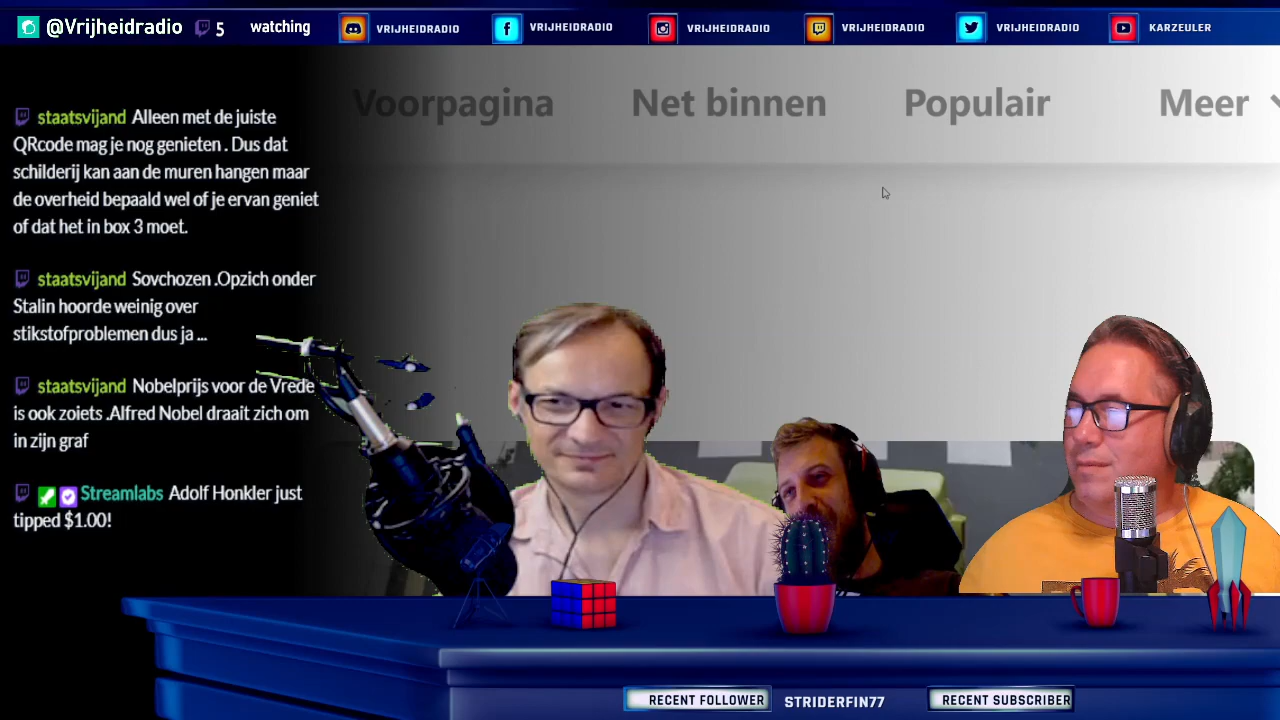 @Vrijheidradio 5 watching VRIJHEIDRADIO VRIJHEIDRADIO VRIJHEIDRADIO VRIJHEIDRADIO VRIJHEIDRADIO KARZEULER
Voorpagina Net binnen Populair Meer
staatsvijand Alleen met de juiste
QRcode mag je nog genieten . Dus dat
schilderij kan aan de muren hangen maar
de overheid bepaald wel of je ervan geniet
of dat het in box 3 moet.
staatsvijand Sovchozen .Opzich onder
Stalin hoorde weinig over
stikstofproblemen dus ja ...
staatsvijand Nobelprijs voor de Vrede
is ook zoiets .Alfred Nobel draait zich om
in zijn graf
Streamlabs Adolf Honkler just
tipped $1.00!
RECENT FOLLOWER STRIDERFIN77 RECENT SUBSCRIBER